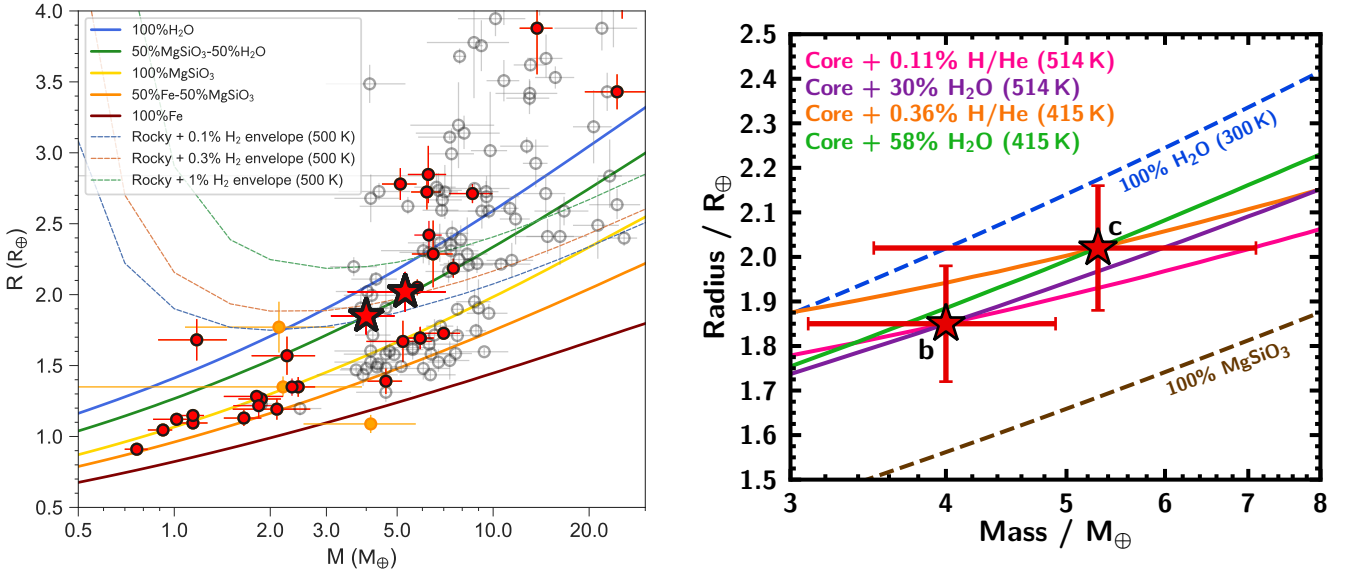 4.0
3.5
3.0
2.5
2.0
1.5
1.0
0.5
R (R⊕)
100%H₂O
50%MgSiO₃-50%H₂O
100%MgSiO₃
50%Fe-50%MgSiO₃
100%Fe
Rocky + 0.1% H₂ envelope (500 K)
Rocky + 0.3% H₂ envelope (500 K)
Rocky + 1% H₂ envelope (500 K)
0.5 1.0 2.0 3.0 5.0 10.0 20.0
M (M⊕)
2.5
2.4
2.3
2.2
2.1
2.0
1.9
1.8
1.7
1.6
1.5
Radius / R⊕
Core + 0.11% H/He (514 K)
Core + 30% H₂O (514 K)
Core + 0.36% H/He (415 K)
Core + 58% H₂O (415 K)
100% H₂O (300 K)
c
b
100% MgSiO₃
3 4 5 6 7 8
Mass / M⊕